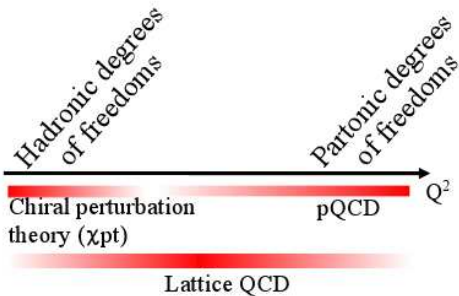 Hadronic degrees
of freedoms
Partonic degrees
of freedoms
Q²
Chiral perturbation
theory (χpt)
pQCD
Lattice QCD